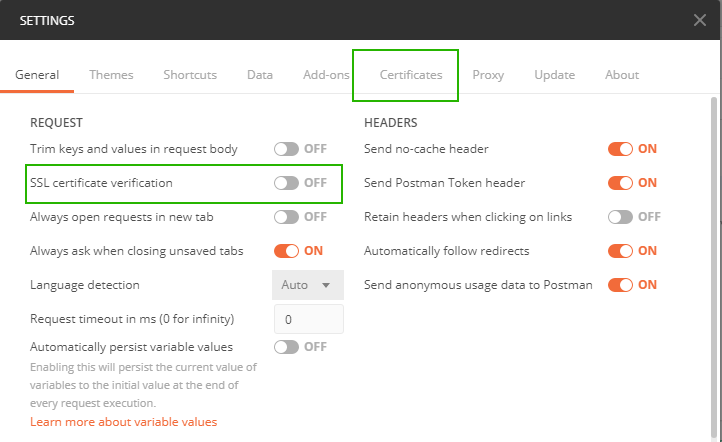 SETTINGS
General Themes Shortcuts Data Add-ons Certificates Proxy Update About
REQUEST
Trim keys and values in request body OFF
SSL certificate verification OFF
Always open requests in new tab OFF
Always ask when closing unsaved tabs ON
Language detection Auto
Request timeout in ms (0 for infinity) 0
Automatically persist variable values OFF
Enabling this will persist the current value of
variables to the initial value at the end of
every request execution.
Learn more about variable values
HEADERS
Send no-cache header ON
Send Postman Token header ON
Retain headers when clicking on links OFF
Automatically follow redirects ON
Send anonymous usage data to Postman ON